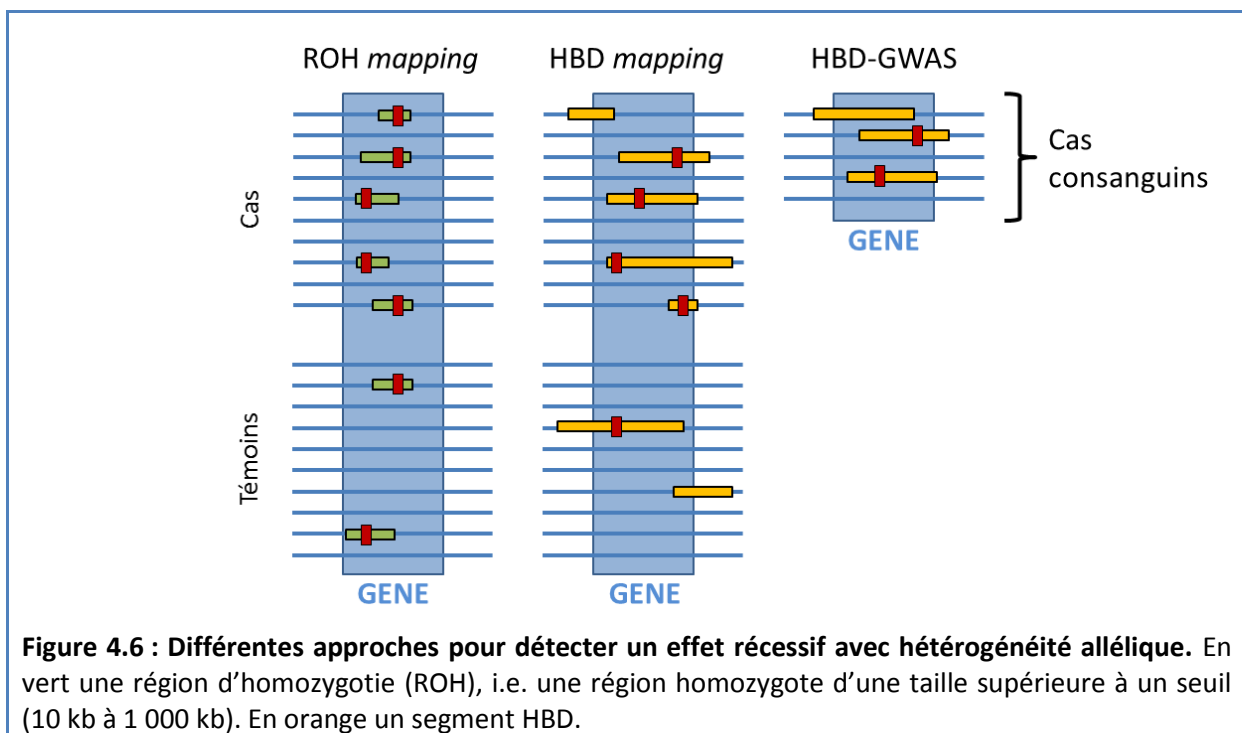 ROH mapping
HBD mapping
HBD-GWAS
Cas
Témoins
Cas
consanguins
GENE
GENE
GENE
Figure 4.6 : Différentes approches pour détecter un effet récessif avec hétérogénéité allélique. En
vert une région d’homozygotie (ROH), i.e. une région homozygote d’une taille supérieure à un seuil
(10 kb à 1 000 kb). En orange un segment HBD.